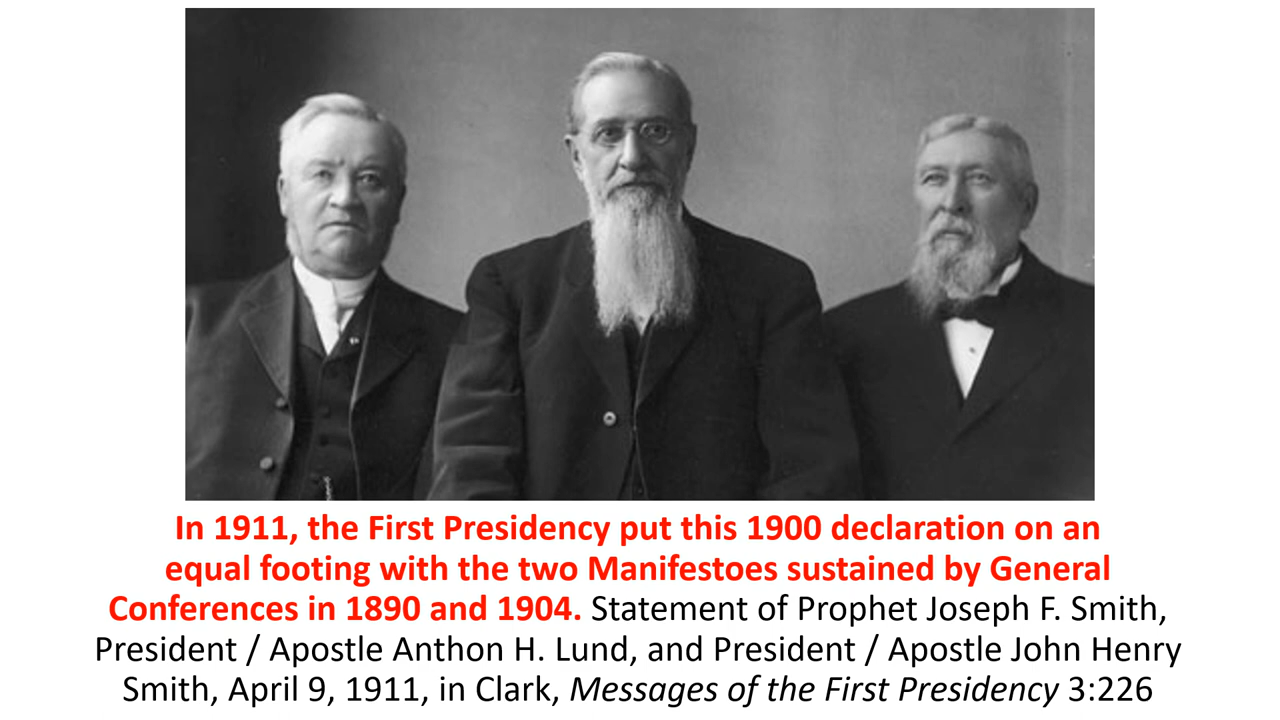 In 1911, the First Presidency put this 1900 declaration on an
equal footing with the two Manifestoes sustained by General
Conferences in 1890 and 1904. Statement of Prophet Joseph F. Smith,
President / Apostle Anthon H. Lund, and President / Apostle John Henry
Smith, April 9, 1911, in Clark, Messages of the First Presidency 3:226